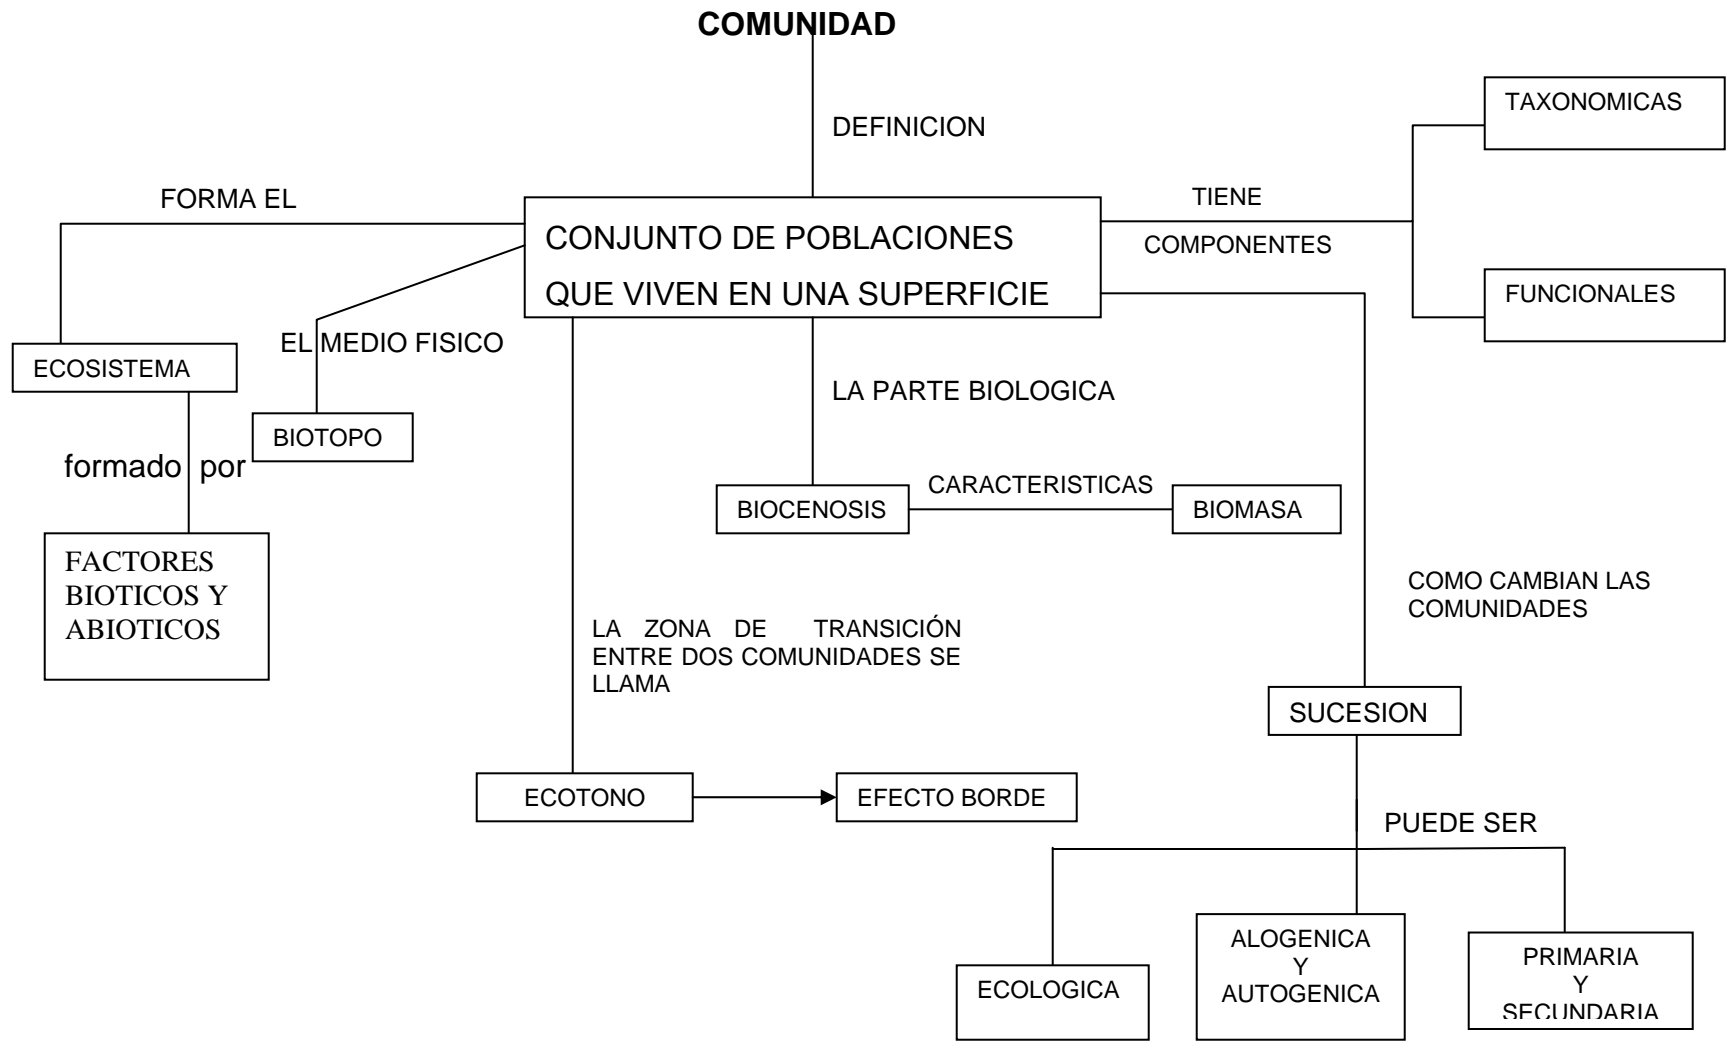 COMUNIDAD
DEFINICION
TAXONOMICAS
FORMA EL
TIENE
COMPONENTES
CONJUNTO DE POBLACIONES
QUE VIVEN EN UNA SUPERFICIE
FUNCIONALES
EL MEDIO FISICO
ECOSISTEMA
LA PARTE BIOLOGICA
BIOTOPO
formado por
CARACTERISTICAS
BIOCENOSIS
BIOMASA
FACTORES
BIOTICOS Y
ABIOTICOS
COMO CAMBIAN LAS
COMUNIDADES
LA ZONA DE TRANSICIÓN
ENTRE DOS COMUNIDADES SE
LLAMA
SUCESION
ECOTONO
EFECTO BORDE
PUEDE SER
ECOLOGICA
ALOGENICA
Y
AUTOGENICA
PRIMARIA
Y
SECUNDARIA